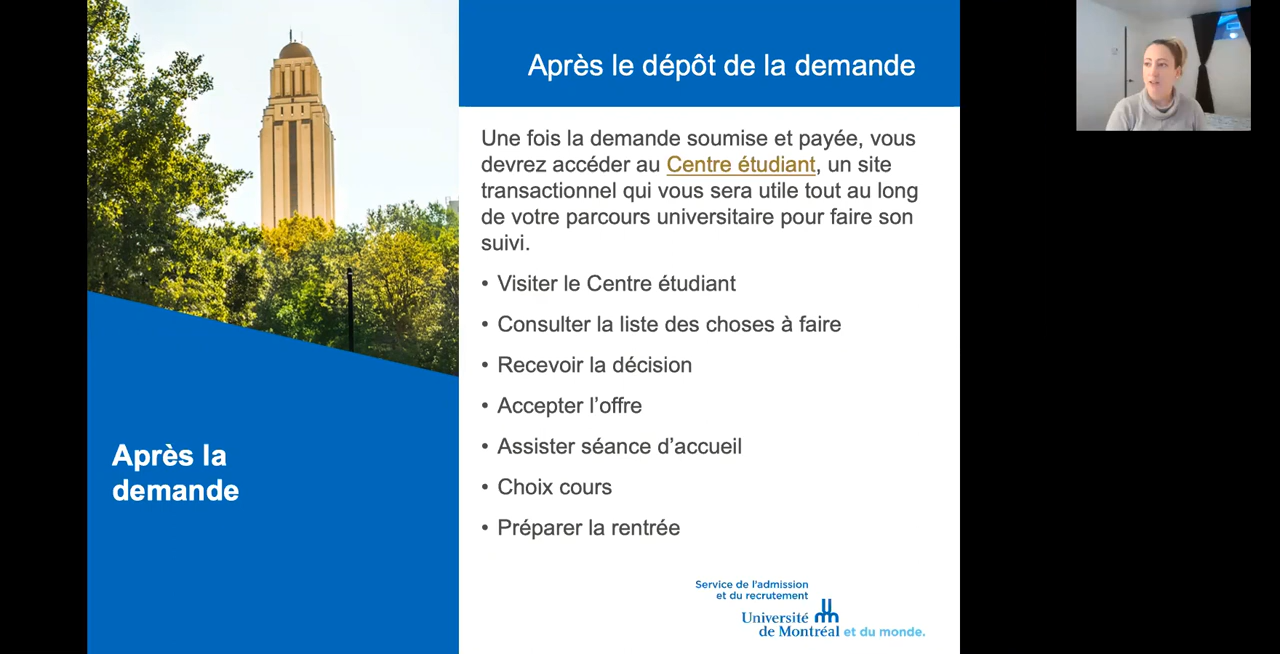 Après la
demande
Après le dépôt de la demande
Une fois la demande soumise et payée, vous
devrez accéder au Centre étudiant, un site
transactionnel qui vous sera utile tout au long
de votre parcours universitaire pour faire son
suivi.
• Visiter le Centre étudiant
• Consulter la liste des choses à faire
• Recevoir la décision
• Accepter l’offre
• Assister séance d’accueil
• Choix cours
• Préparer la rentrée
Service de l’admission
et du recrutement
Université
de Montréal et du monde.